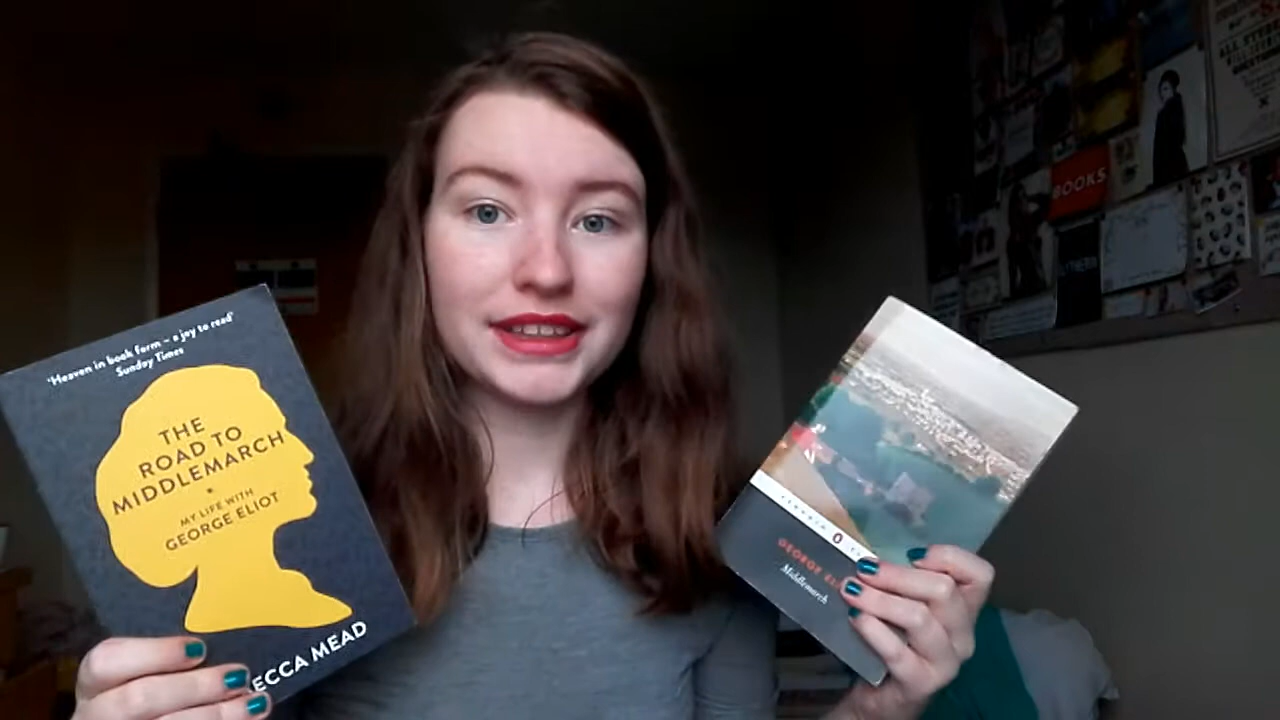 'Heaven in book form – a joy to read'
Sunday Times
THE
ROAD TO
MIDDLEMARCH
MY LIFE WITH
GEORGE ELIOT
ECCA MEAD
GEORGE EL
Middlemarch
BOOKS